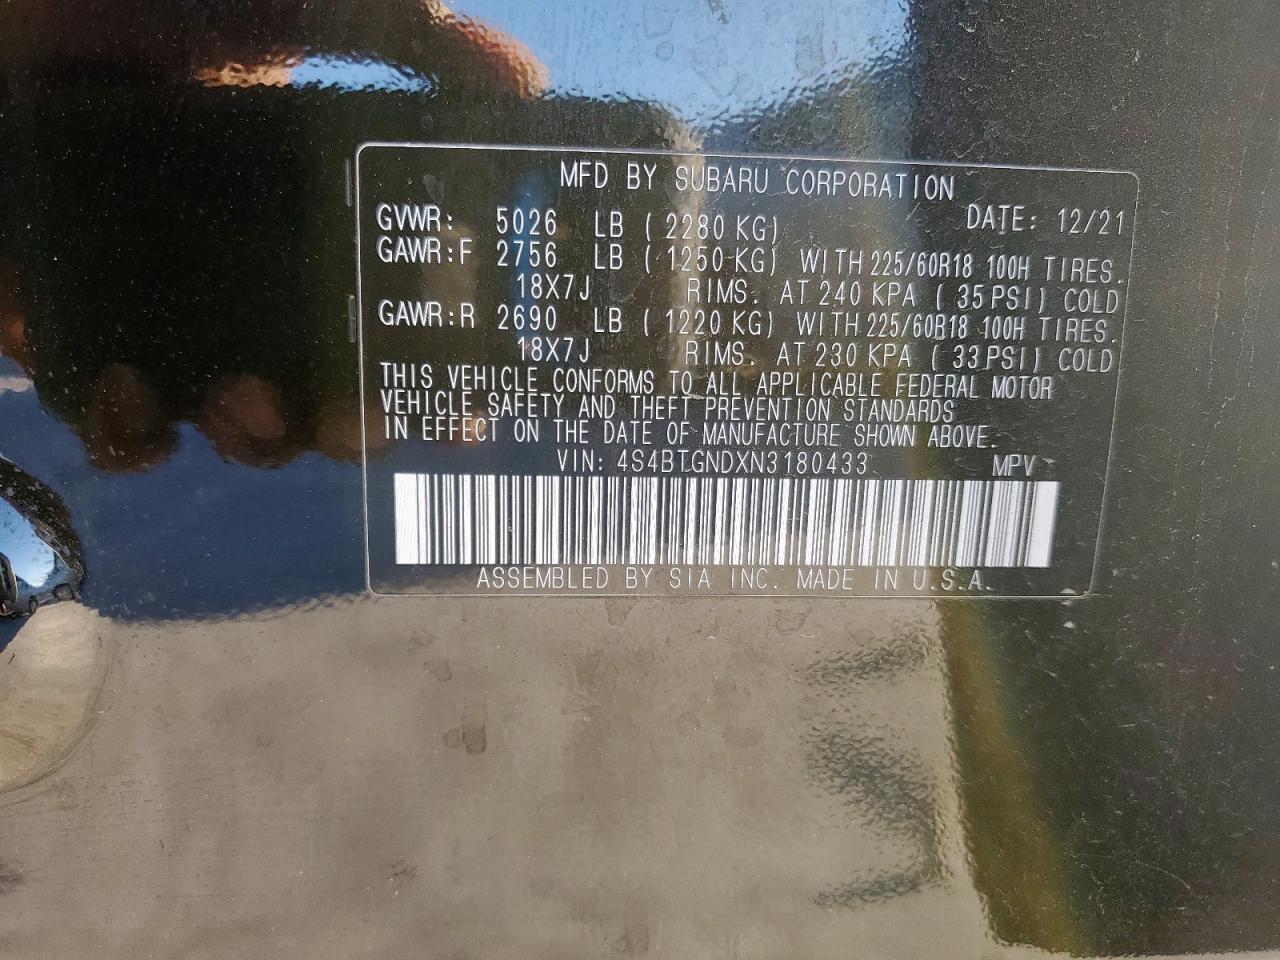 MFD BY SUBARU CORPORATION
GVWR: 5026 LB ( 2280 KG) DATE: 12/21
GAWR:F 2756 LB ( 1250 KG) WITH 225/60R18 100H TIRES.
18X7J RIMS. AT 240 KPA ( 35PSI) COLD
GAWR:R 2690 LB ( 1220 KG) WITH 225/60R18 100H TIRES.
18X7J RIMS. AT 230 KPA ( 33PSI) COLD
THIS VEHICLE CONFORMS TO ALL APPLICABLE FEDERAL MOTOR
VEHICLE SAFETY AND THEFT PREVENTION STANDARDS
IN EFFECT ON THE DATE OF MANUFACTURE SHOWN ABOVE.
VIN: 4S4BTGNDXN3180433 MPV
ASSEMBLED BY SIA INC. MADE IN U.S.A.